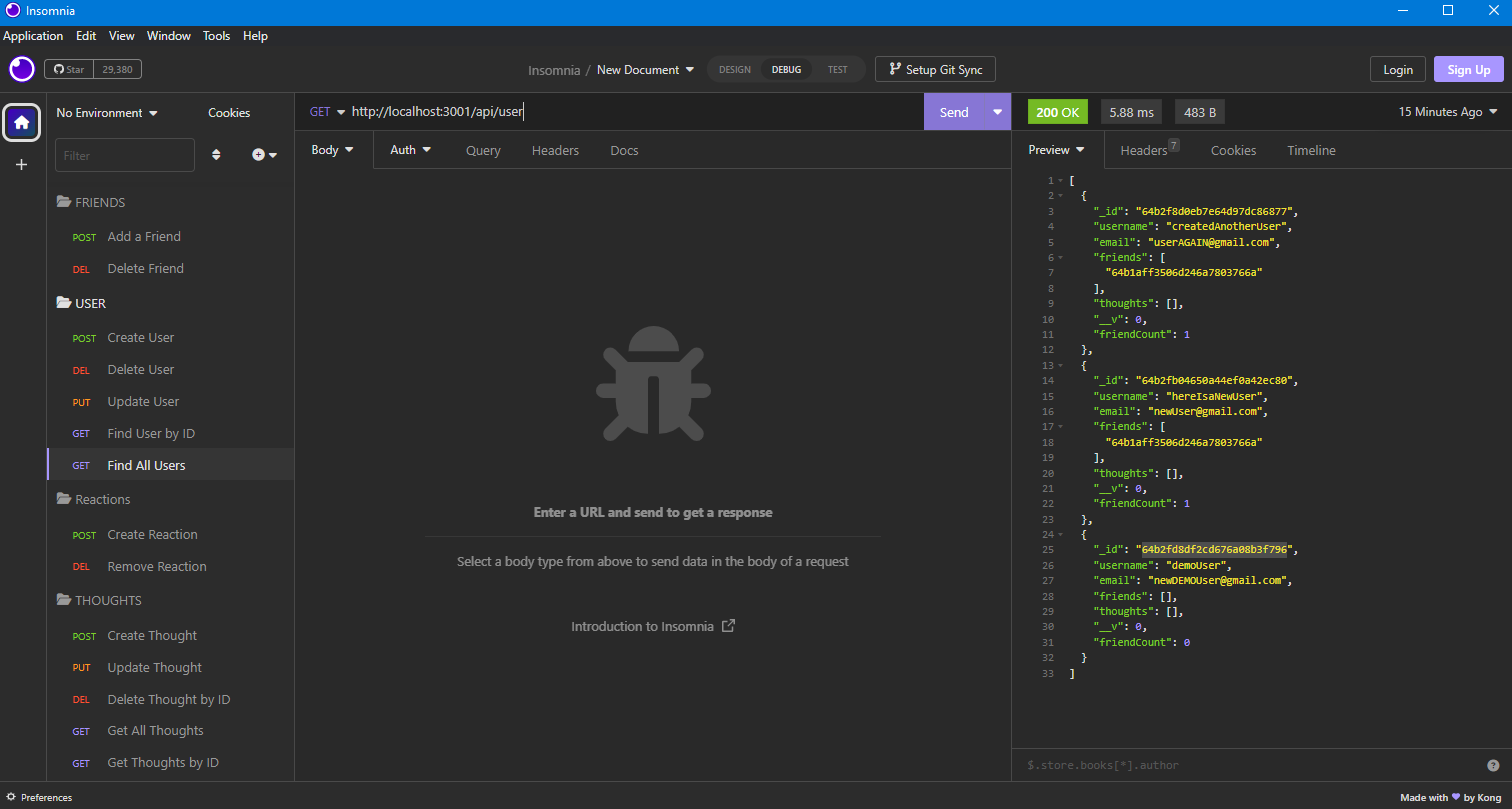 Insomnia
Application Edit View Window Tools Help
Star 29,380
Insomnia / New Document
DESIGN DEBUG TEST
Setup Git Sync
Login Sign Up
No Environment Cookies
Filter
FRIENDS
POST Add a Friend
DEL Delete Friend
USER
POST Create User
DEL Delete User
PUT Update User
GET Find User by ID
GET Find All Users
Reactions
POST Create Reaction
DEL Remove Reaction
THOUGHTS
POST Create Thought
PUT Update Thought
DEL Delete Thought by ID
GET Get All Thoughts
GET Get Thoughts by ID
GET http://localhost:3001/api/user Send
Body Auth Query Headers Docs
Enter a URL and send to get a response
Select a body type from above to send data in the body of a request
Introduction to Insomnia
200 OK 5.88 ms 483 B 15 Minutes Ago
Preview Headers 7 Cookies Timeline
1 [
2 {
3 "_id": "64b2f8d0eb7e64d97dc86877",
4 "username": "createdAnotherUser",
5 "email": "userAGAIN@gmail.com",
6 "friends": [
7 "64b1aff3506d246a7803766a"
8 ],
9 "thoughts": [],
10 "__v": 0,
11 "friendCount": 1
12 },
13 {
14 "_id": "64b2fb04650a44ef0a42ec80",
15 "username": "hereIsaNewUser",
16 "email": "newUser@gmail.com",
17 "friends": [
18 "64b1aff3506d246a7803766a"
19 ],
20 "thoughts": [],
21 "__v": 0,
22 "friendCount": 1
23 },
24 {
25 "_id": "64b2fd8df2cd676a08b3f796",
26 "username": "demoUser",
27 "email": "newDEMOUser@gmail.com",
28 "friends": [],
29 "thoughts": [],
30 "__v": 0,
31 "friendCount": 0
32 }
33 ]
$.store.books[*].author
Preferences
Made with ❤ by Kong